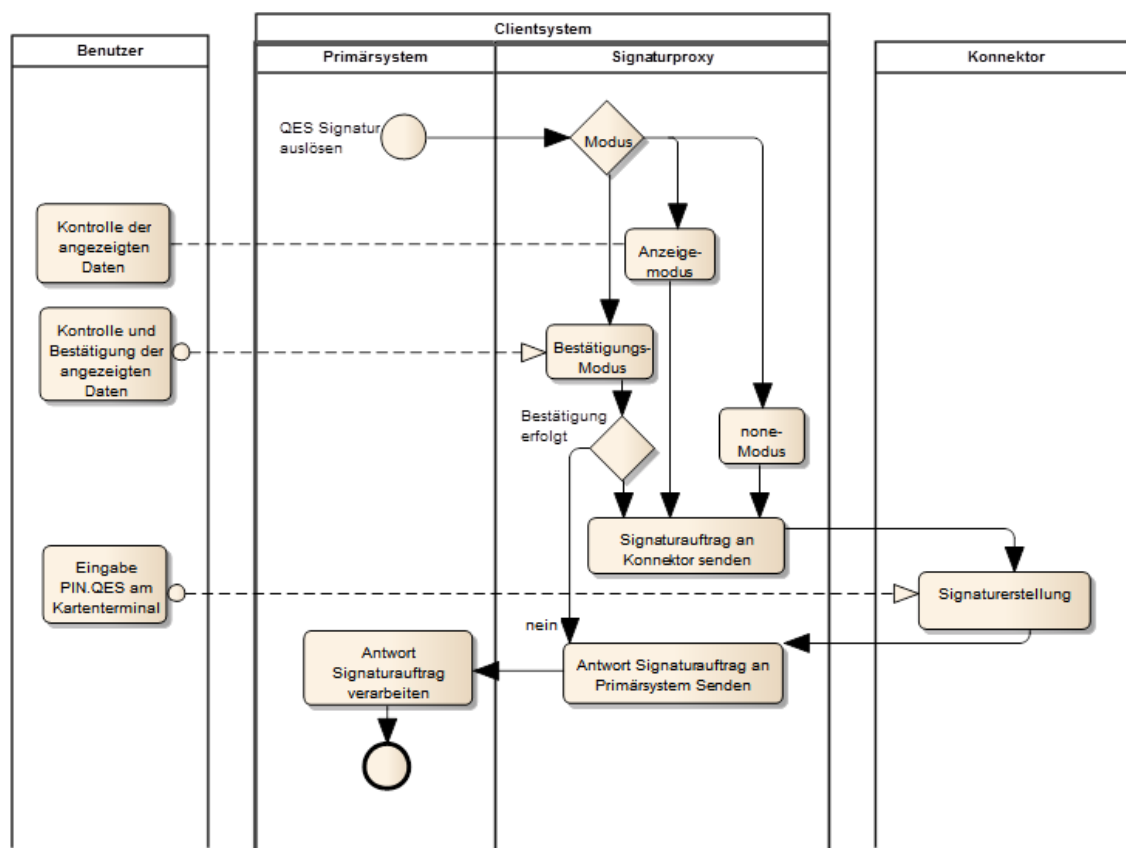 Clientsystem
Benutzer
Primärsystem
Signaturproxy
Konnektor
QES Signatur
auslösen
Modus
Kontrolle der
angezeigten
Daten
Anzeige-
modus
Kontrolle und
Bestätigung der
angezeigten
Daten
Bestätigungs-
Modus
Bestätigung
erfolgt
none-
Modus
Signaturauftrag an
Konnektor senden
Eingabe
PIN.QES am
Kartenterminal
Signaturerstellung
nein
Antwort
Signaturauftrag
verarbeiten
Antwort Signaturauftrag an
Primärsystem Senden